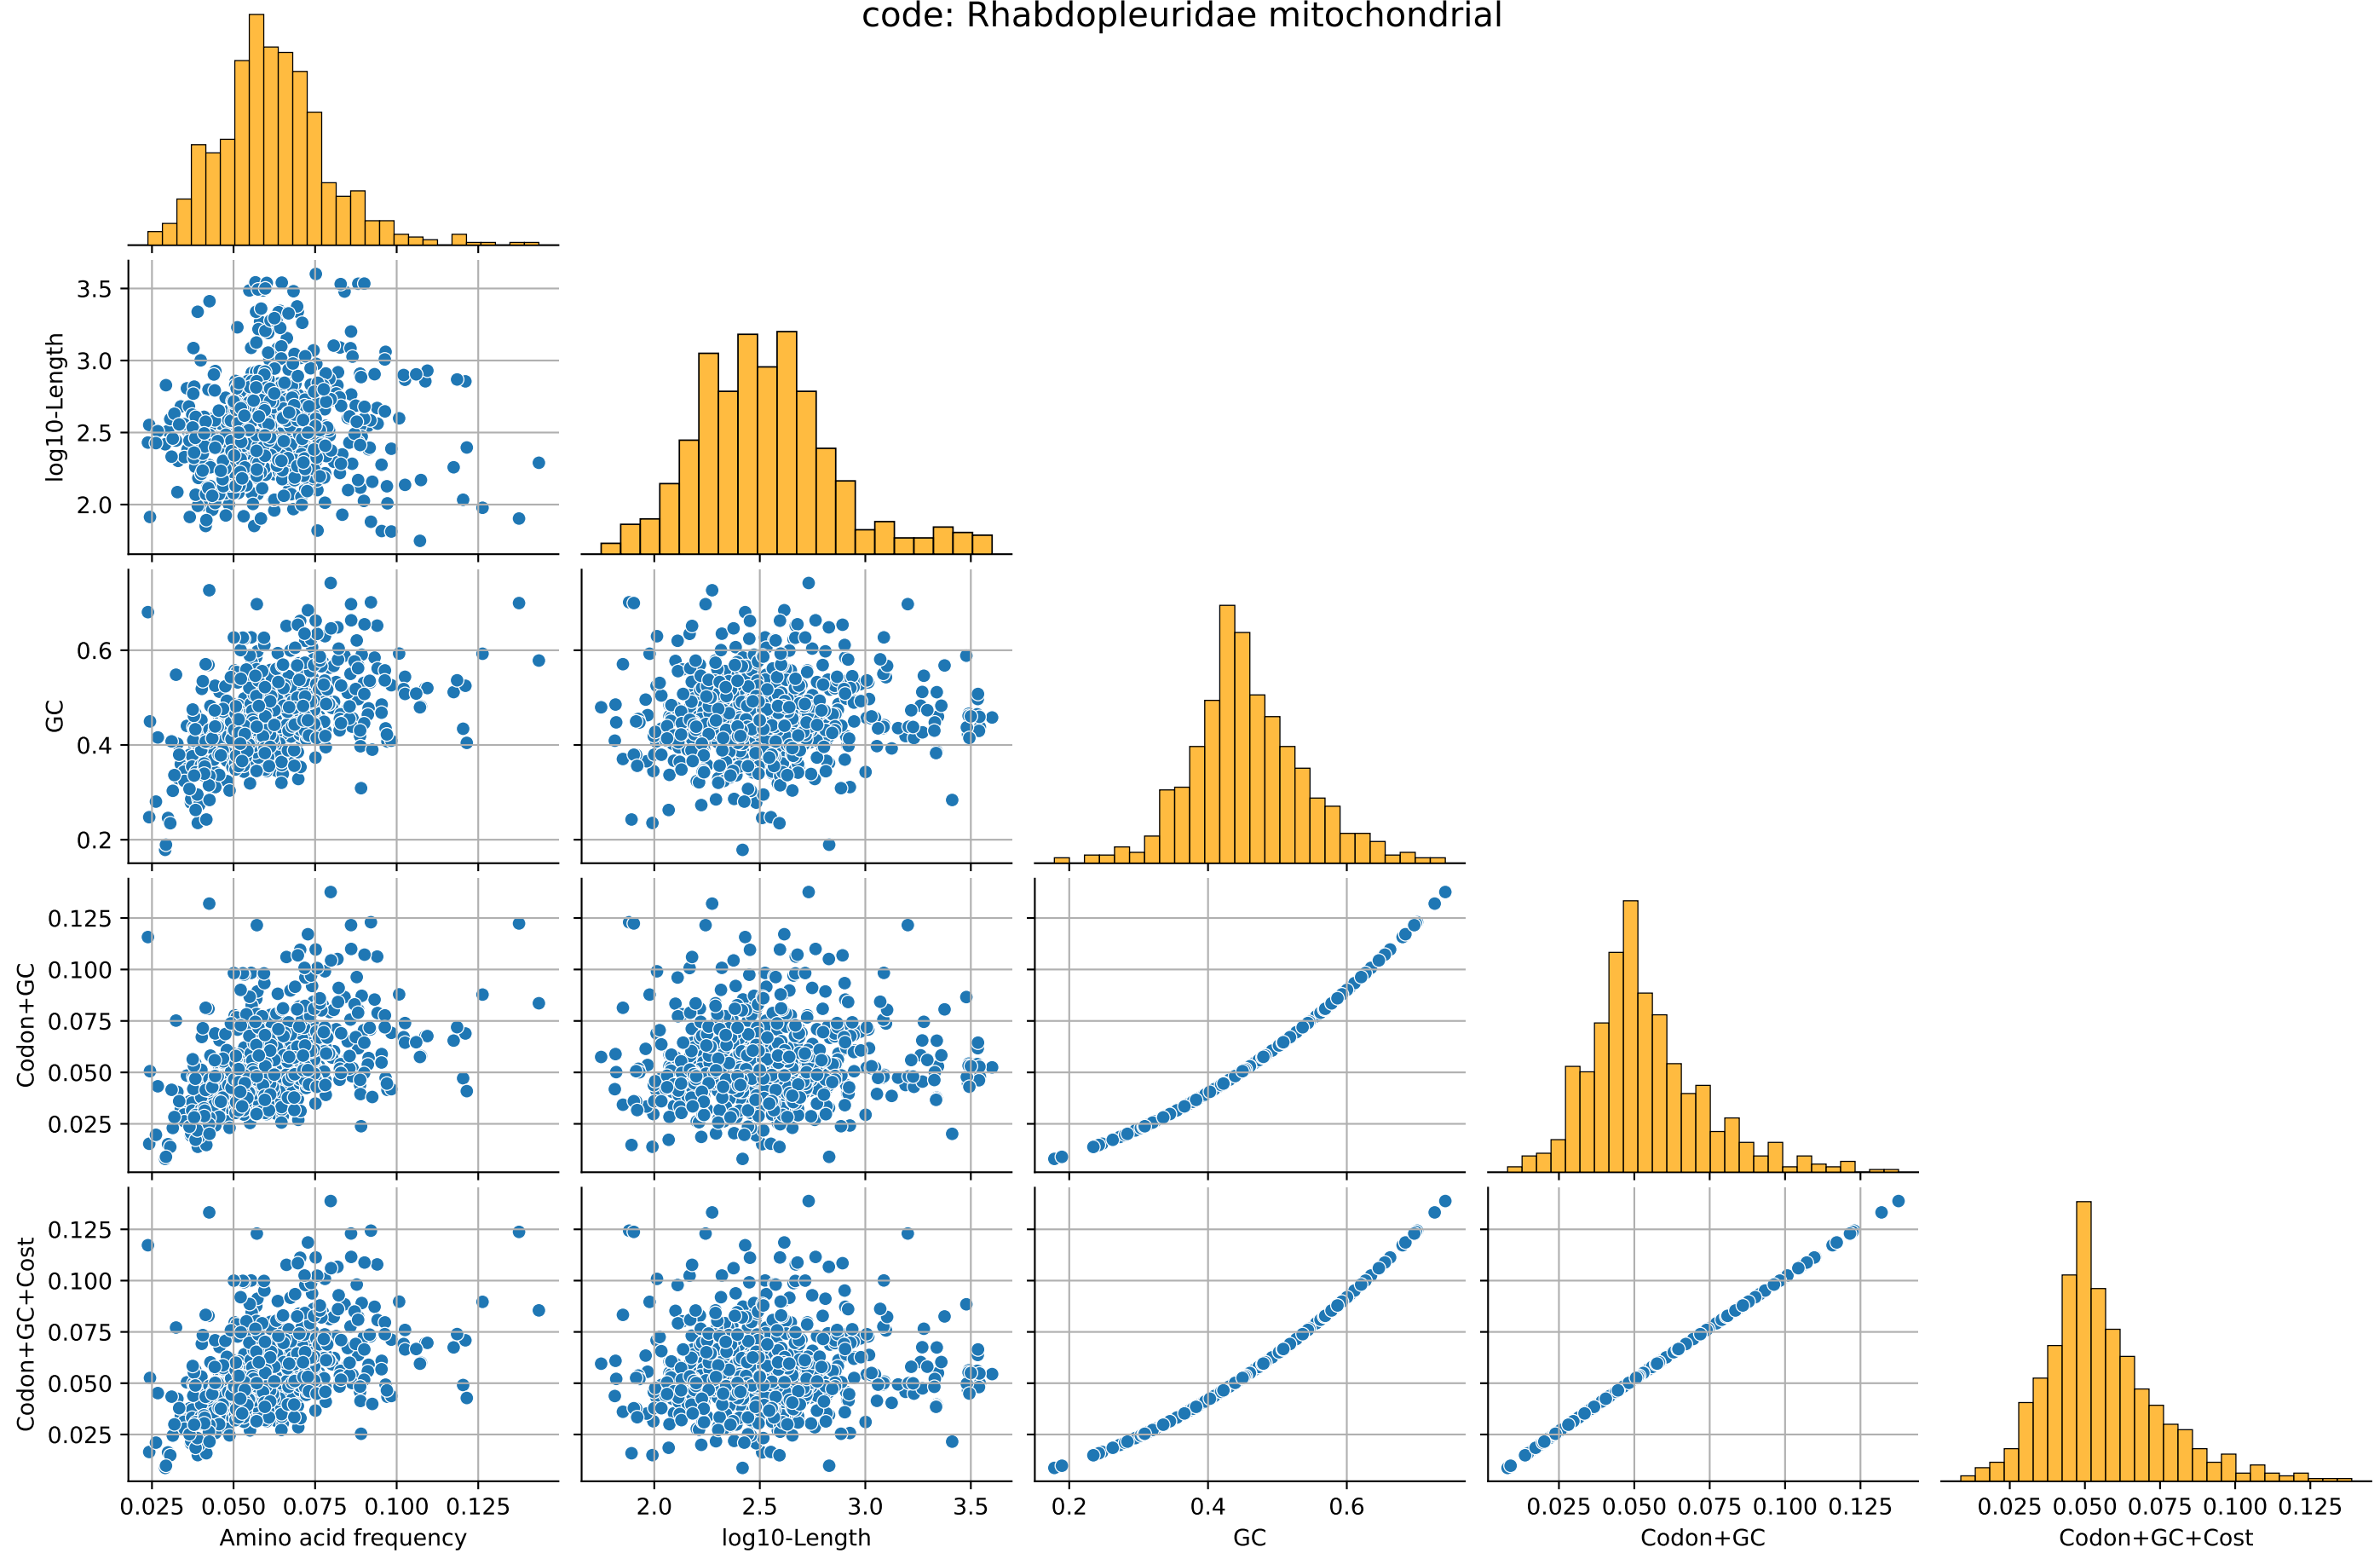 code: Rhabdopleuridae mitochondrial
3.5
3.0
2.5
2.0
log10-Length
0.6
0.4
0.2
GC
0.125
0.100
0.075
0.050
0.025
Codon+GC
0.125
0.100
0.075
0.050
0.025
Codon+GC+Cost
0.025 0.050 0.075 0.100 0.125
Amino acid frequency
2.0 2.5 3.0 3.5
log10-Length
0.2 0.4 0.6
GC
0.025 0.050 0.075 0.100 0.125
Codon+GC
0.025 0.050 0.075 0.100 0.125
Codon+GC+Cost